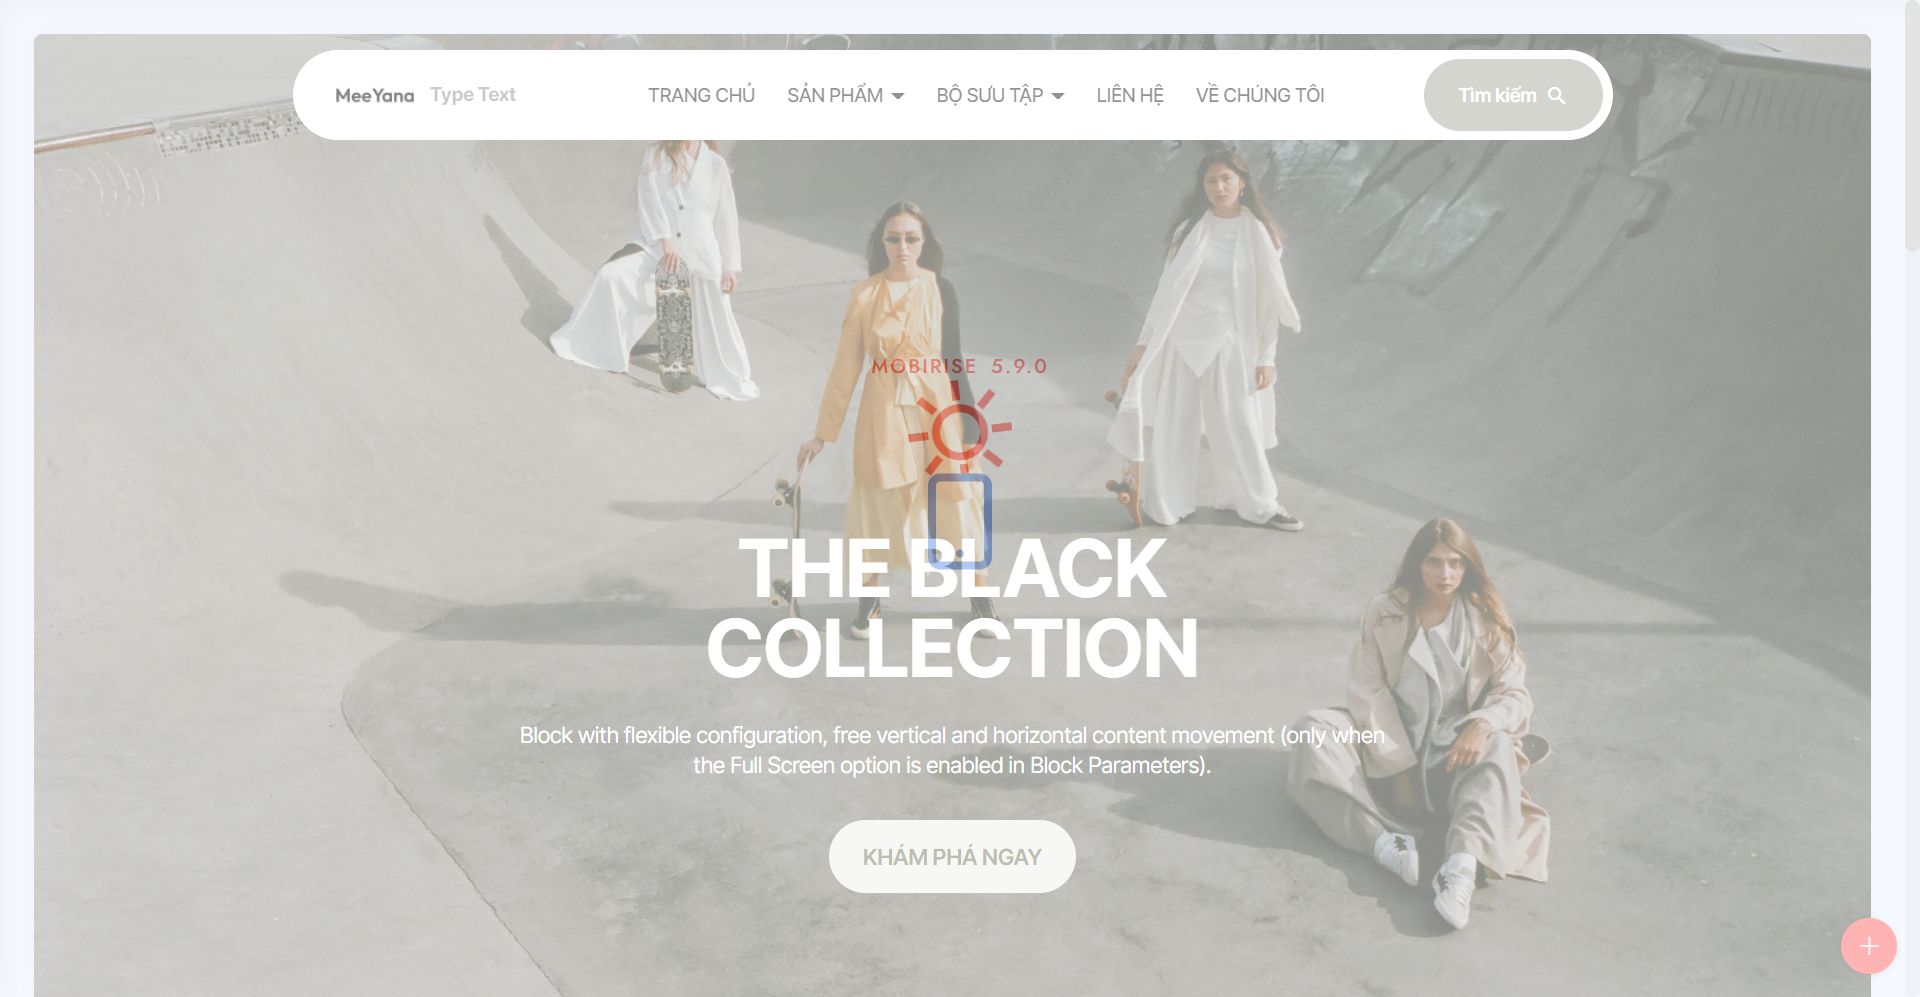 MeeYana Type Text TRANG CHỦ SẢN PHẨM BỘ SƯU TẬP LIÊN HỆ VỀ CHÚNG TÔI Tìm kiếm
MOBIRISE 5.9.0
THE BLACK
COLLECTION
Block with flexible configuration, free vertical and horizontal content movement (only when
the Full Screen option is enabled in Block Parameters).
KHÁM PHÁ NGAY